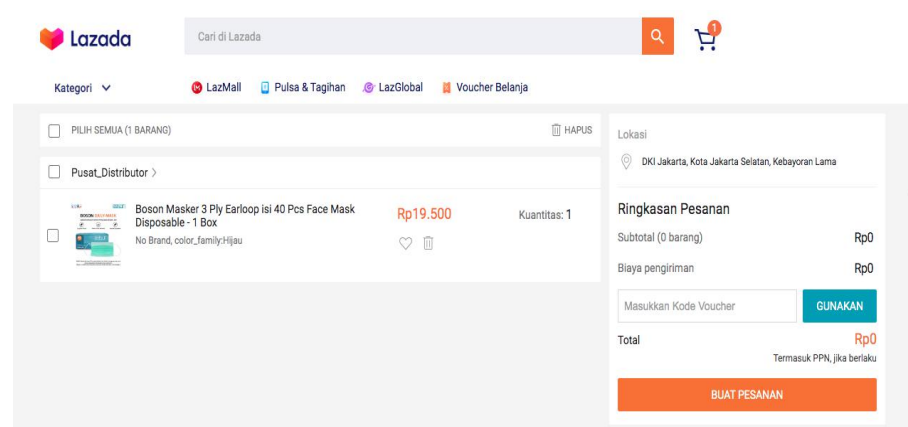 Lazada
Cari di Lazada
1
Kategori
LazMall
Pulsa & Tagihan
LazGlobal
Voucher Belanja
PILIH SEMUA (1 BARANG)
HAPUS
Pusat_Distributor >
Boson Masker 3 Ply Earloop isi 40 Pcs Face Mask
Disposable - 1 Box
No Brand, color_family:Hijau
Rp19.500
Kuantitas: 1
Lokasi
DKI Jakarta, Kota Jakarta Selatan, Kebayoran Lama
Ringkasan Pesanan
Subtotal (0 barang) Rp0
Biaya pengiriman Rp0
Masukkan Kode Voucher
GUNAKAN
Total Rp0
Termasuk PPN, jika berlaku
BUAT PESANAN